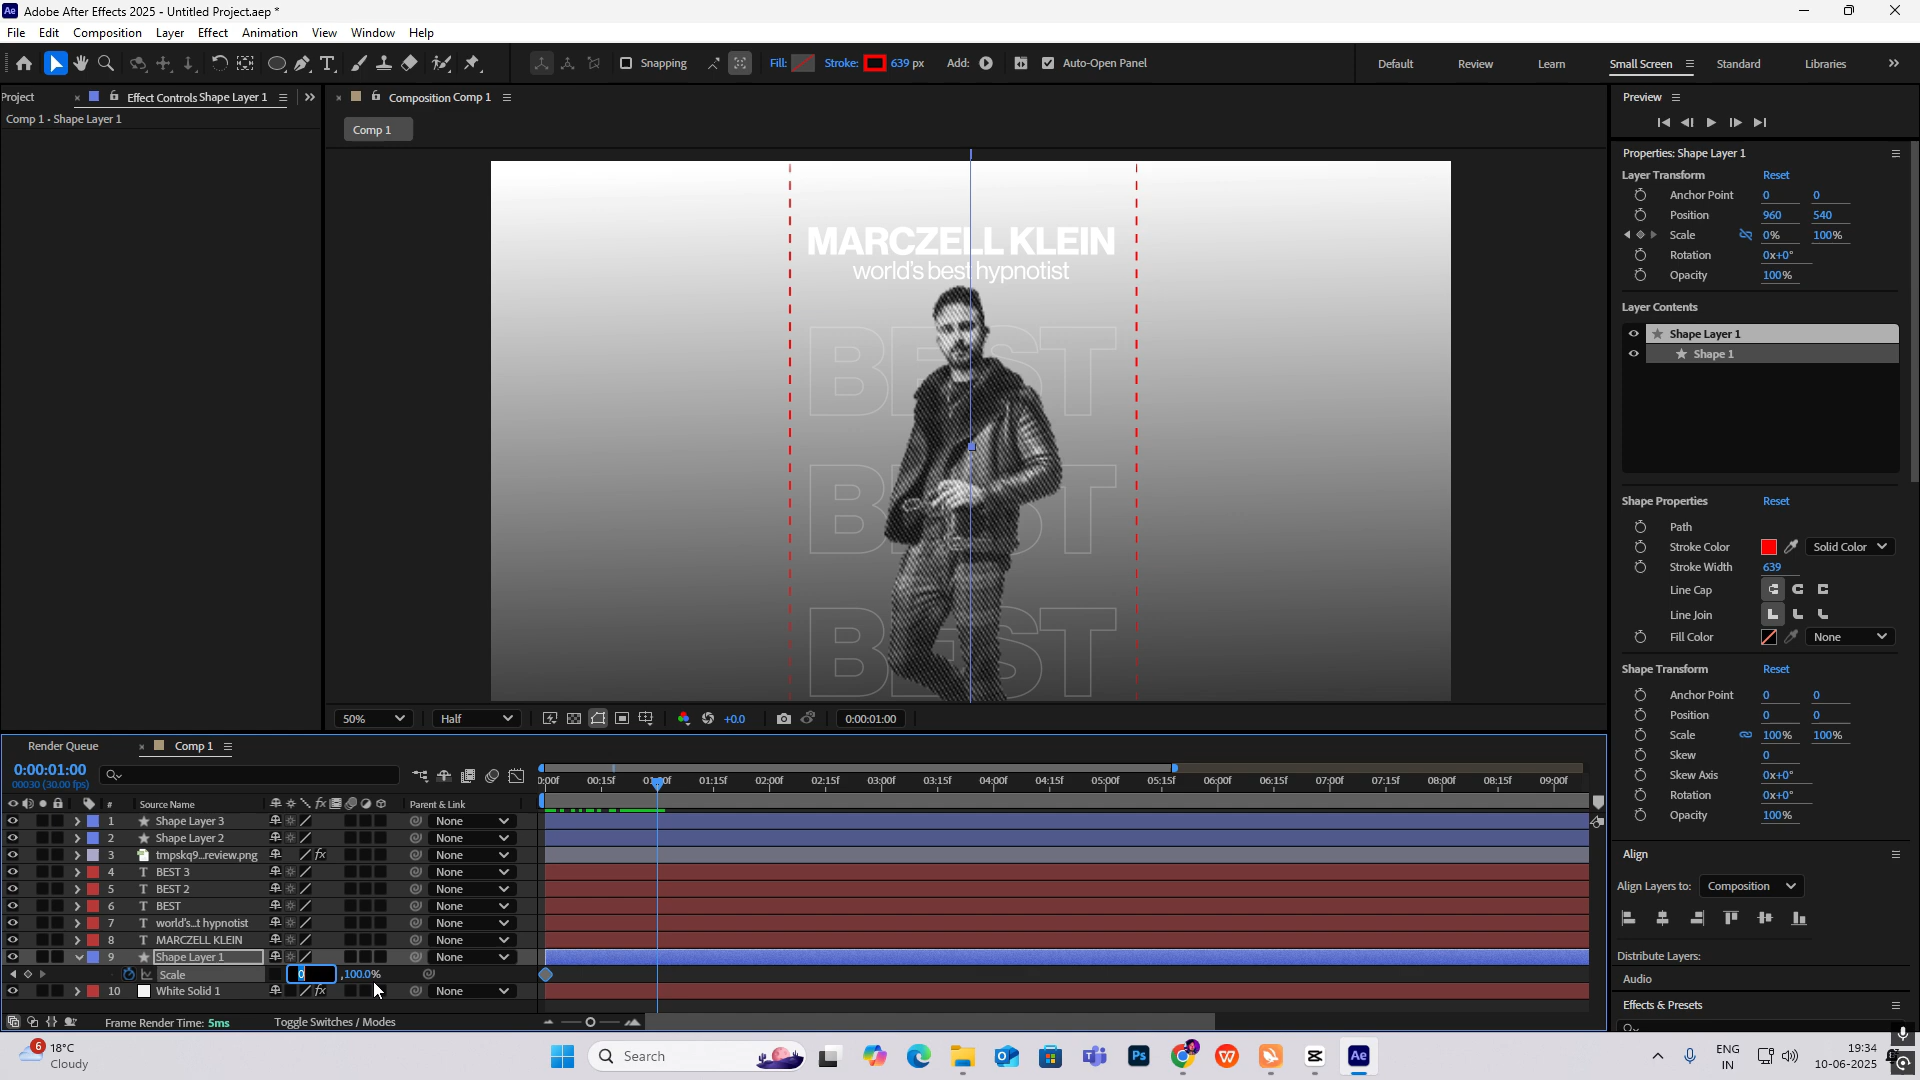 Adobe After Effects 2025 - Untitled Project.aep *
File Edit Composition Layer Effect Animation View Window Help
Snapping Fill: Stroke: 639 px Add: Auto-Open Panel Default Review Learn Small Screen Standard Libraries
Project Effect Controls Shape Layer 1 Composition Comp 1
Comp 1 • Shape Layer 1
Comp 1
MARCZELL KLEIN
world's best hypnotist
BEST
BEST
BEST
50% Half +0.0 0:00:01:00
Preview
Properties: Shape Layer 1
Layer Transform Reset
Anchor Point 0 0
Position 960 540
Scale 0% 100%
Rotation 0x+0°
Opacity 100%
Layer Contents
Shape Layer 1
Shape 1
Shape Properties Reset
Path
Stroke Color Solid Color
Stroke Width 639
Line Cap
Line Join
Fill Color None
Shape Transform Reset
Anchor Point 0 0
Position 0 0
Scale 100% 100%
Skew 0
Skew Axis 0x+0°
Rotation 0x+0°
Opacity 100%
Align
Align Layers to: Composition
Distribute Layers:
Audio
Effects & Presets
Render Queue Comp 1
0:00:01:00
00030 (30.00 fps)
00:15f 01:15f 02:00f 02:15f 03:00f 03:15f 04:00f 04:15f 05:00f 05:15f 06:00f 06:15f 07:00f 07:15f 08:00f 08:15f 09:00f
# Source Name fx Parent & Link
1 Shape Layer 3 None
2 Shape Layer 2 None
3 tmpskq9...review.png fx None
4 T BEST 3 None
5 T BEST 2 None
6 T BEST None
7 T world's...t hypnotist None
8 T MARCZELL KLEIN None
9 Shape Layer 1 None
Scale 0 ,100.0%
10 White Solid 1 fx None
Frame Render Time: 5ms Toggle Switches / Modes
6 18°C
Cloudy
Search
Ps
Ae
ENG
IN
19:34
10-06-2025